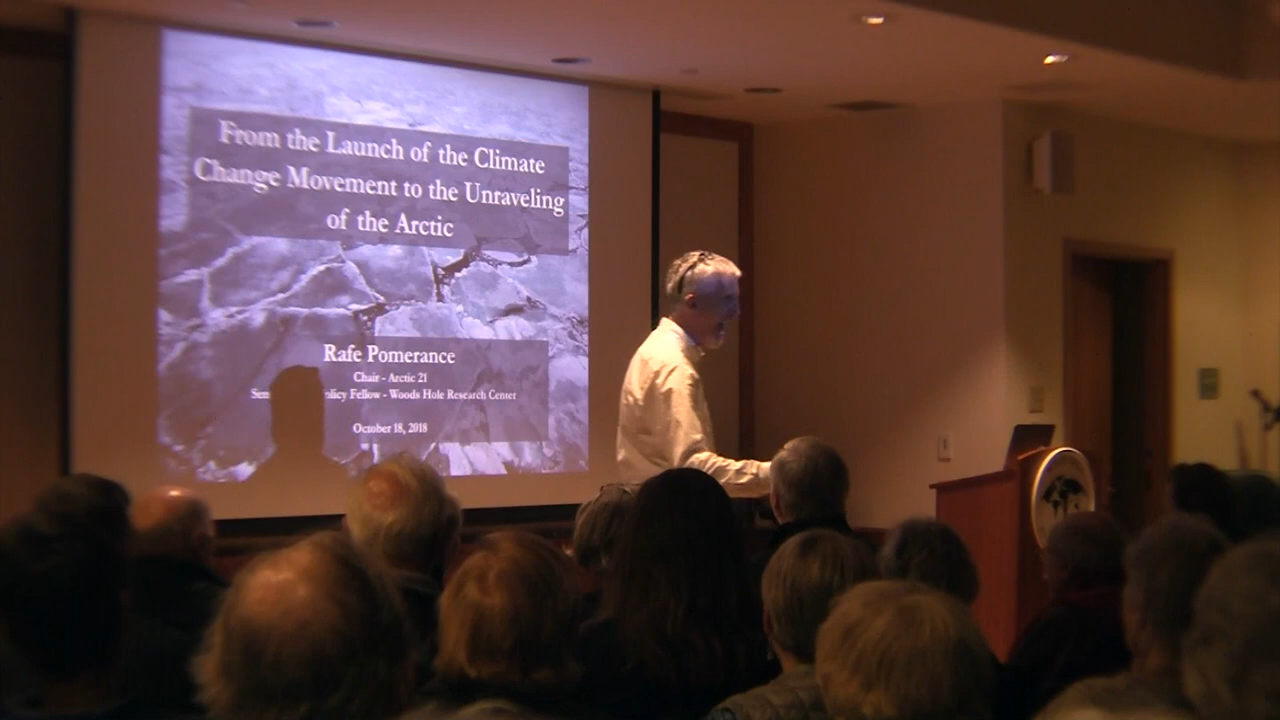 From the Launch of the Climate
Change Movement to the Unraveling
of the Arctic
Rafe Pomerance
Chair - Arctic 21
Policy Fellow - Woods Hole Research Center
October 18, 2018